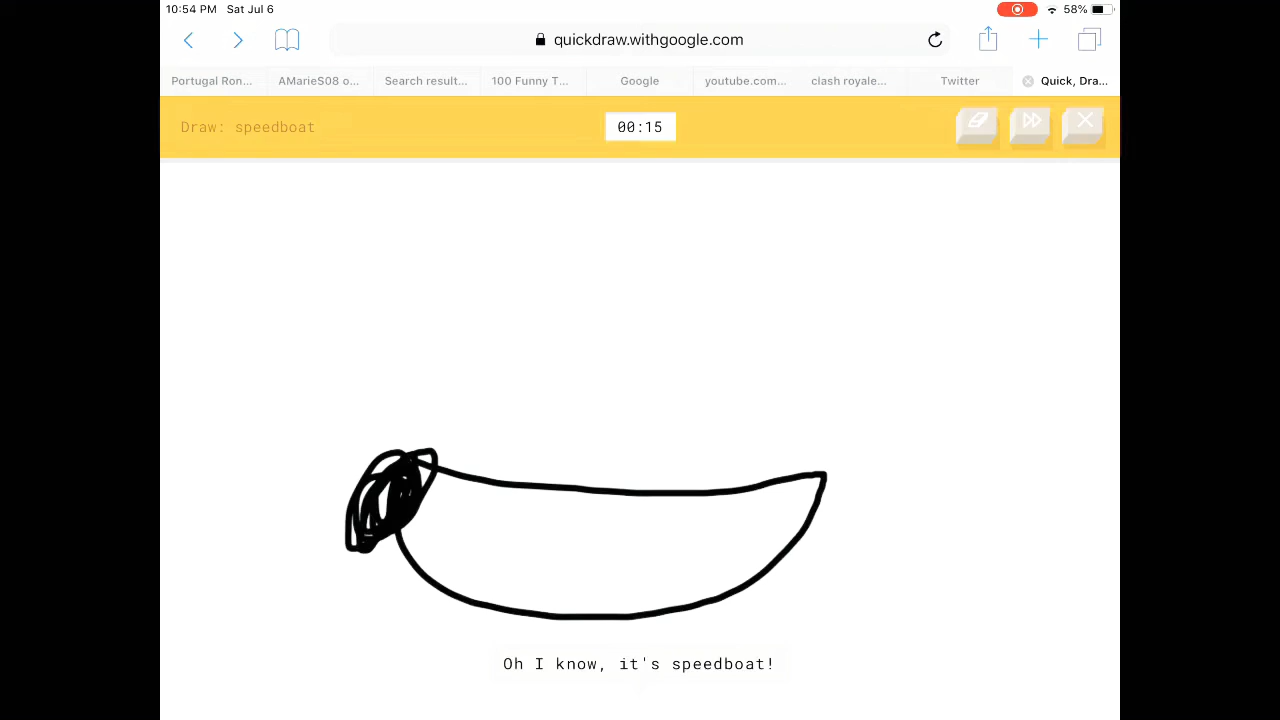 10:54 PM Sat Jul 6 58%
quickdraw.withgoogle.com
Portugal Ron... AMarieS08 o... Search result... 100 Funny T... Google youtube.com... clash royale... Twitter Quick, Dra...
Draw: speedboat 00:15
Oh I know, it's speedboat!